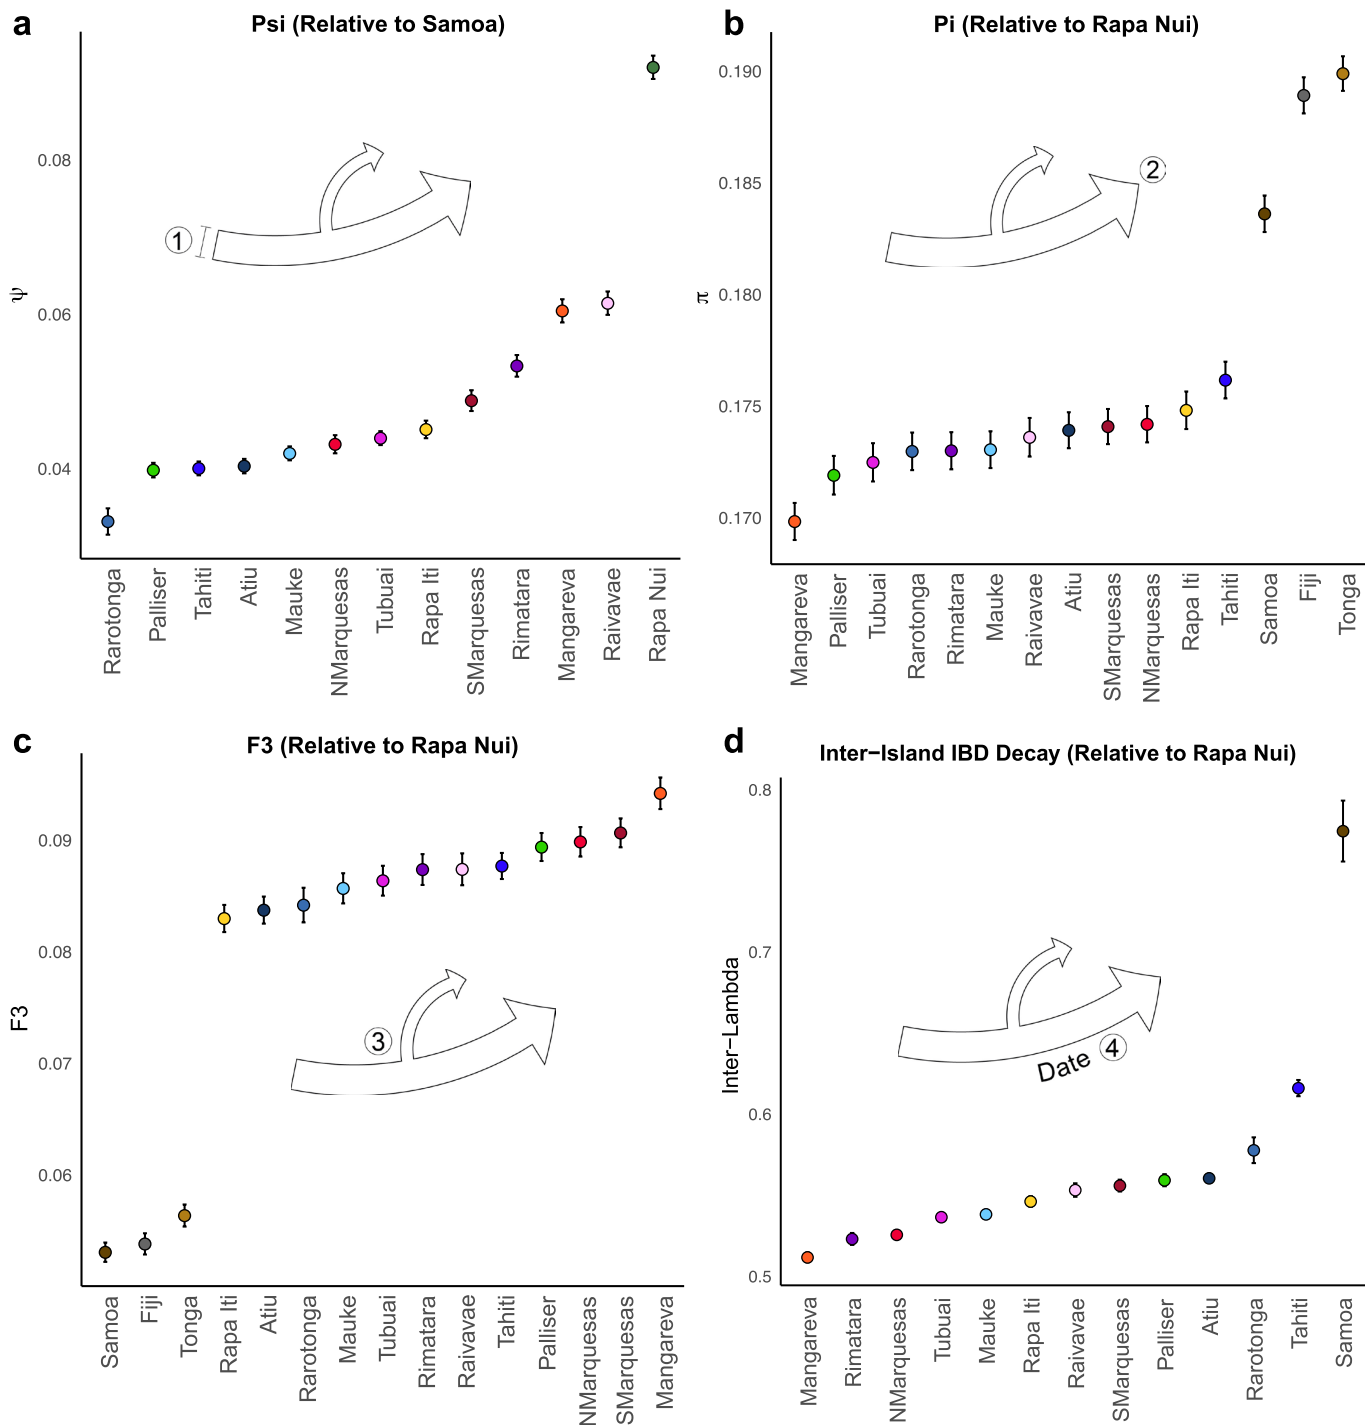 a
Psi (Relative to Samoa)
0.08
0.06
0.04
ψ
1
Rarotonga
Palliser
Tahiti
Atiu
Mauke
NMarquesas
Tubuai
Rapa Iti
SMarquesas
Rimatara
Mangareva
Raivavae
Rapa Nui
b
Pi (Relative to Rapa Nui)
0.190
0.185
0.180
0.175
0.170
π
2
Mangareva
Palliser
Tubuai
Rarotonga
Rimatara
Mauke
Raivavae
Atiu
SMarquesas
NMarquesas
Rapa Iti
Tahiti
Samoa
Fiji
Tonga
c
F3 (Relative to Rapa Nui)
0.09
0.08
0.07
0.06
F3
3
Samoa
Fiji
Tonga
Rapa Iti
Atiu
Rarotonga
Mauke
Tubuai
Rimatara
Raivavae
Tahiti
Palliser
NMarquesas
SMarquesas
Mangareva
d
Inter−Island IBD Decay (Relative to Rapa Nui)
0.8
0.7
0.6
0.5
Inter−Lambda
Date 4
Mangareva
Rimatara
NMarquesas
Tubuai
Mauke
Rapa Iti
Raivavae
SMarquesas
Palliser
Atiu
Rarotonga
Tahiti
Samoa